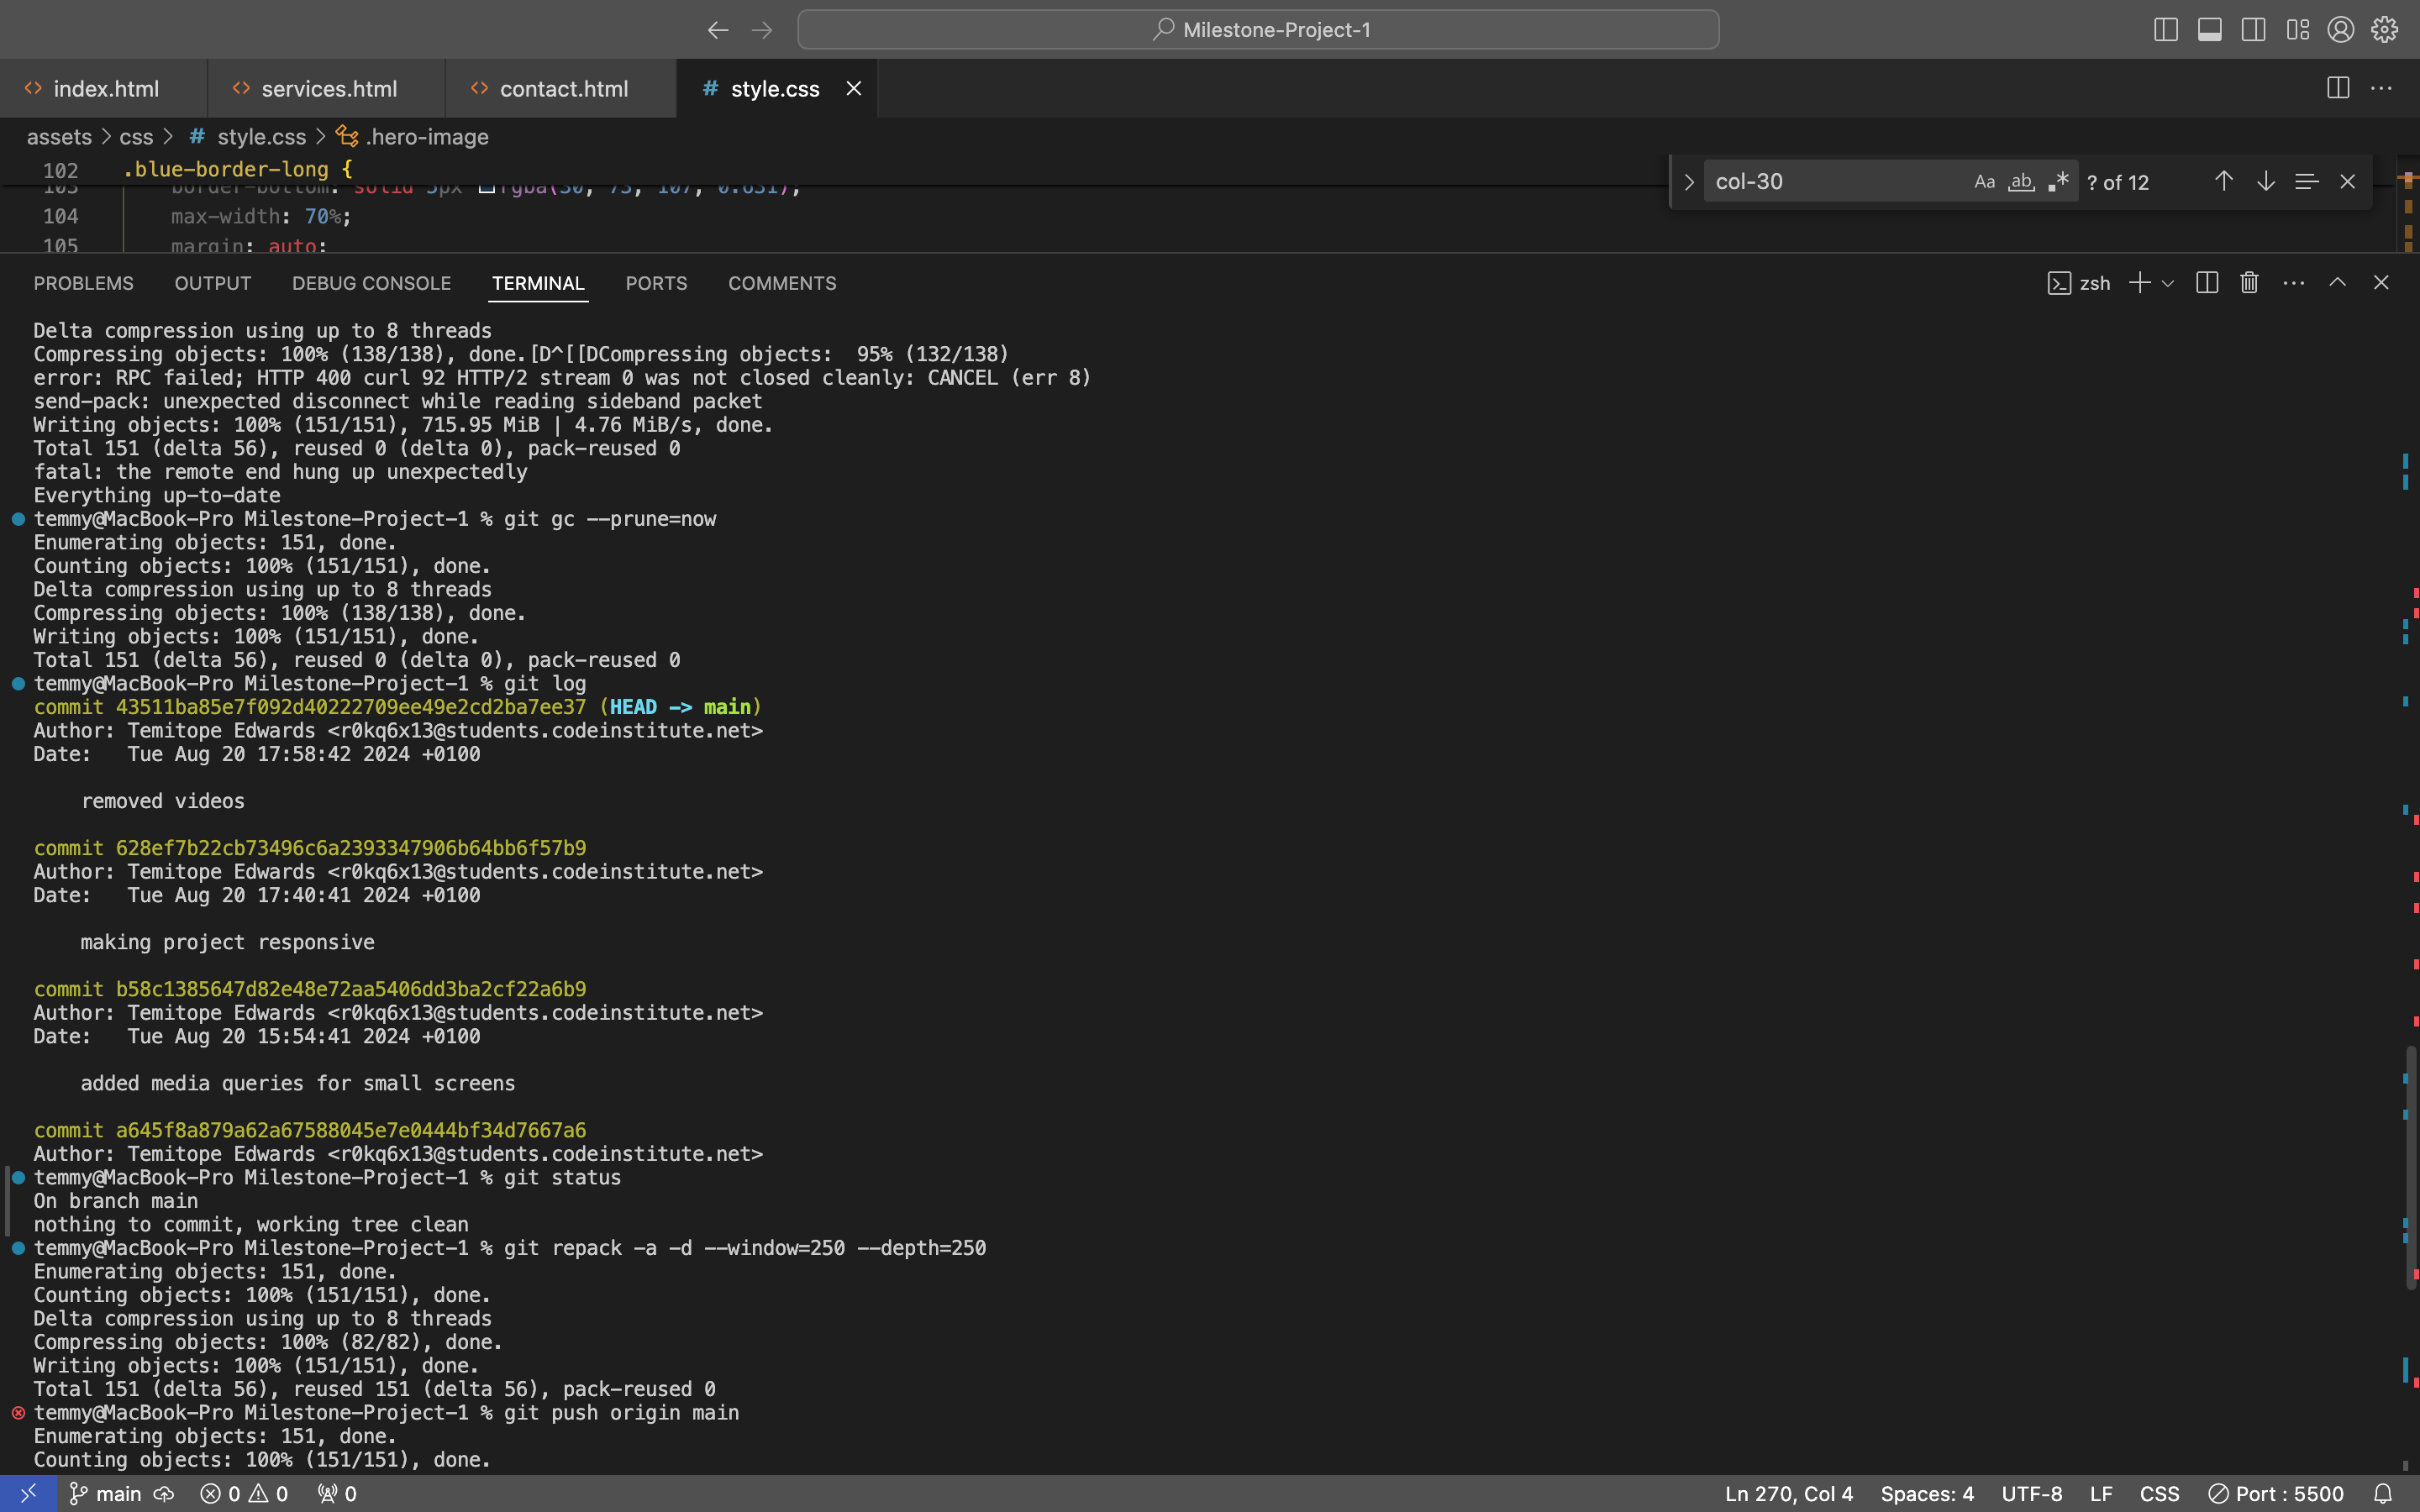 Milestone-Project-1
index.html
services.html
contact.html
# style.css
assets > css > # style.css > .hero-image
102 .blue-border-long {
103 border-bottom: solid 5px rgba(30, 73, 107, 0.631);
104 max-width: 70%;
105 margin: auto;
col-30 Aa ab .* ? of 12
PROBLEMS OUTPUT DEBUG CONSOLE TERMINAL PORTS COMMENTS
zsh
Delta compression using up to 8 threads
Compressing objects: 100% (138/138), done.[D^[[DCompressing objects:  95% (132/138)
error: RPC failed; HTTP 400 curl 92 HTTP/2 stream 0 was not closed cleanly: CANCEL (err 8)
send-pack: unexpected disconnect while reading sideband packet
Writing objects: 100% (151/151), 715.95 MiB | 4.76 MiB/s, done.
Total 151 (delta 56), reused 0 (delta 0), pack-reused 0
fatal: the remote end hung up unexpectedly
Everything up-to-date
temmy@MacBook-Pro Milestone-Project-1 % git gc --prune=now
Enumerating objects: 151, done.
Counting objects: 100% (151/151), done.
Delta compression using up to 8 threads
Compressing objects: 100% (138/138), done.
Writing objects: 100% (151/151), done.
Total 151 (delta 56), reused 0 (delta 0), pack-reused 0
temmy@MacBook-Pro Milestone-Project-1 % git log
commit 43511ba85e7f092d40222709ee49e2cd2ba7ee37 (HEAD -> main)
Author: Temitope Edwards <r0kq6x13@students.codeinstitute.net>
Date:   Tue Aug 20 17:58:42 2024 +0100
removed videos
commit 628ef7b22cb73496c6a2393347906b64bb6f57b9
Author: Temitope Edwards <r0kq6x13@students.codeinstitute.net>
Date:   Tue Aug 20 17:40:41 2024 +0100
making project responsive
commit b58c1385647d82e48e72aa5406dd3ba2cf22a6b9
Author: Temitope Edwards <r0kq6x13@students.codeinstitute.net>
Date:   Tue Aug 20 15:54:41 2024 +0100
added media queries for small screens
commit a645f8a879a62a67588045e7e0444bf34d7667a6
Author: Temitope Edwards <r0kq6x13@students.codeinstitute.net>
temmy@MacBook-Pro Milestone-Project-1 % git status
On branch main
nothing to commit, working tree clean
temmy@MacBook-Pro Milestone-Project-1 % git repack -a -d --window=250 --depth=250
Enumerating objects: 151, done.
Counting objects: 100% (151/151), done.
Delta compression using up to 8 threads
Compressing objects: 100% (82/82), done.
Writing objects: 100% (151/151), done.
Total 151 (delta 56), reused 151 (delta 56), pack-reused 0
temmy@MacBook-Pro Milestone-Project-1 % git push origin main
Enumerating objects: 151, done.
Counting objects: 100% (151/151), done.
main 0 0 0 Ln 270, Col 4 Spaces: 4 UTF-8 LF CSS Port : 5500